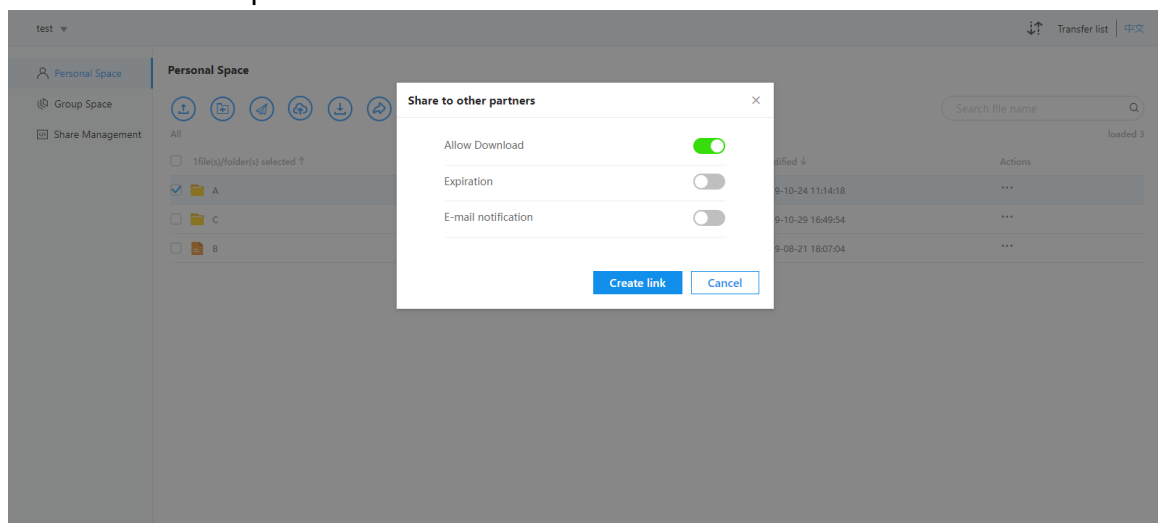 test
Transfer list 中文
Personal Space
Group Space
Share Management
Personal Space
Search file name
All
loaded 3
1file(s)/folder(s) selected
Actions
A
9-10-24 11:14:18
C
9-10-29 16:49:54
B
9-08-21 18:07:04
Share to other partners
Allow Download
Expiration
E-mail notification
Create link
Cancel